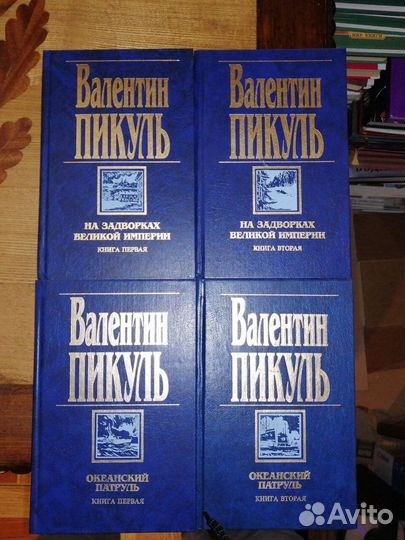 Валентин
ПИКУЛЬ
НА ЗАДВОРКАХ
ВЕЛИКОЙ ИМПЕРИИ
КНИГА ПЕРВАЯ
Валентин
ПИКУЛЬ
НА ЗАДВОРКАХ
ВЕЛИКОЙ ИМПЕРИИ
КНИГА ВТОРАЯ
Валентин
ПИКУЛЬ
ОКЕАНСКИЙ
ПАТРУЛЬ
КНИГА ПЕРВАЯ
Валентин
ПИКУЛЬ
ОКЕАНСКИЙ
ПАТРУЛЬ
КНИГА ВТОРАЯ
Avito